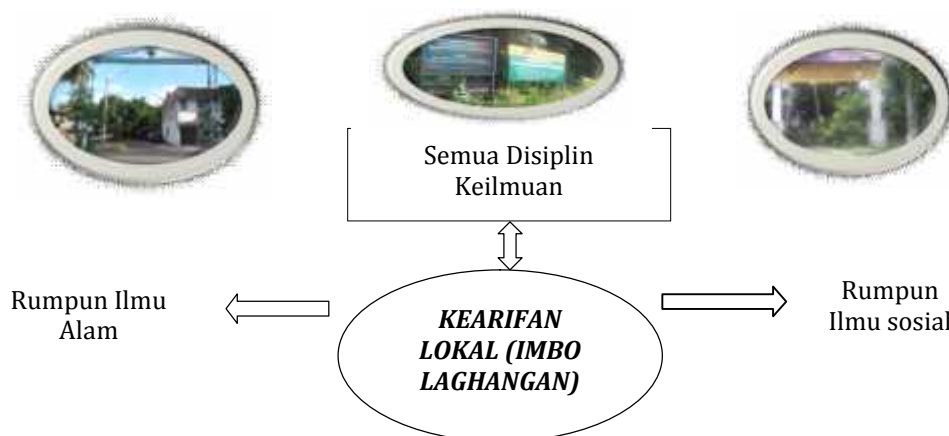 Semua Disiplin
Keilmuan
Rumpun Ilmu
Alam
KEARIFAN
LOKAL (IMBO
LAGHANGAN)
Rumpun
Ilmu sosial